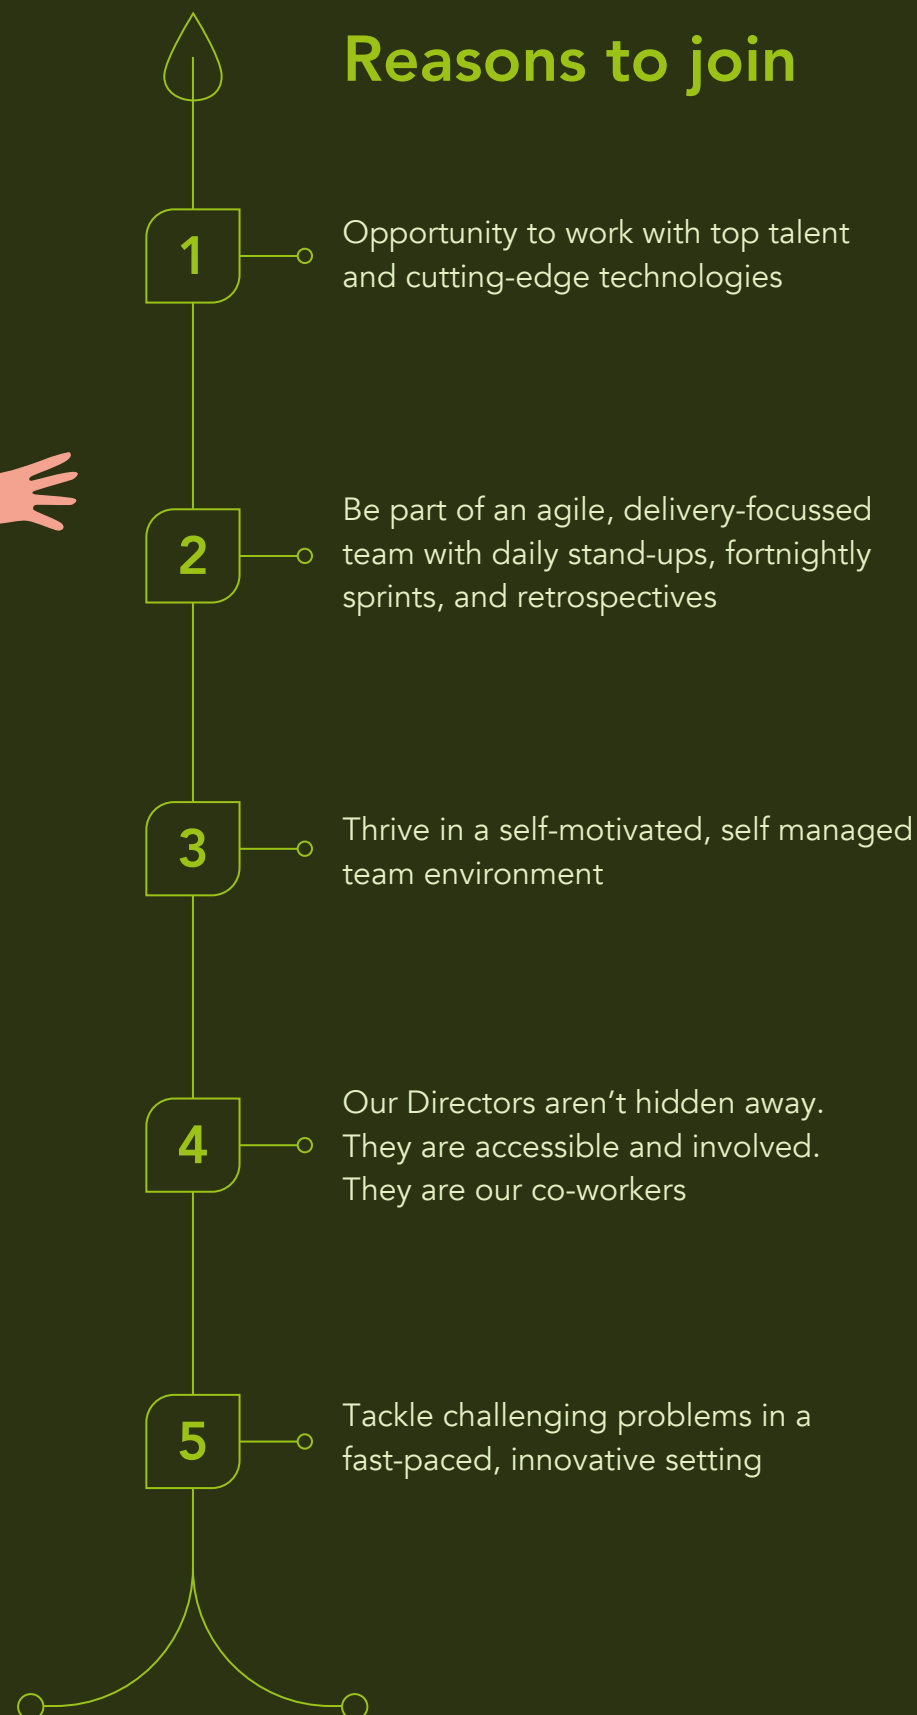 Reasons to join
1
Opportunity to work with top talent
and cutting-edge technologies
2
Be part of an agile, delivery-focussed
team with daily stand-ups, fortnightly
sprints, and retrospectives
3
Thrive in a self-motivated, self managed
team environment
4
Our Directors aren’t hidden away.
They are accessible and involved.
They are our co-workers
5
Tackle challenging problems in a
fast-paced, innovative setting